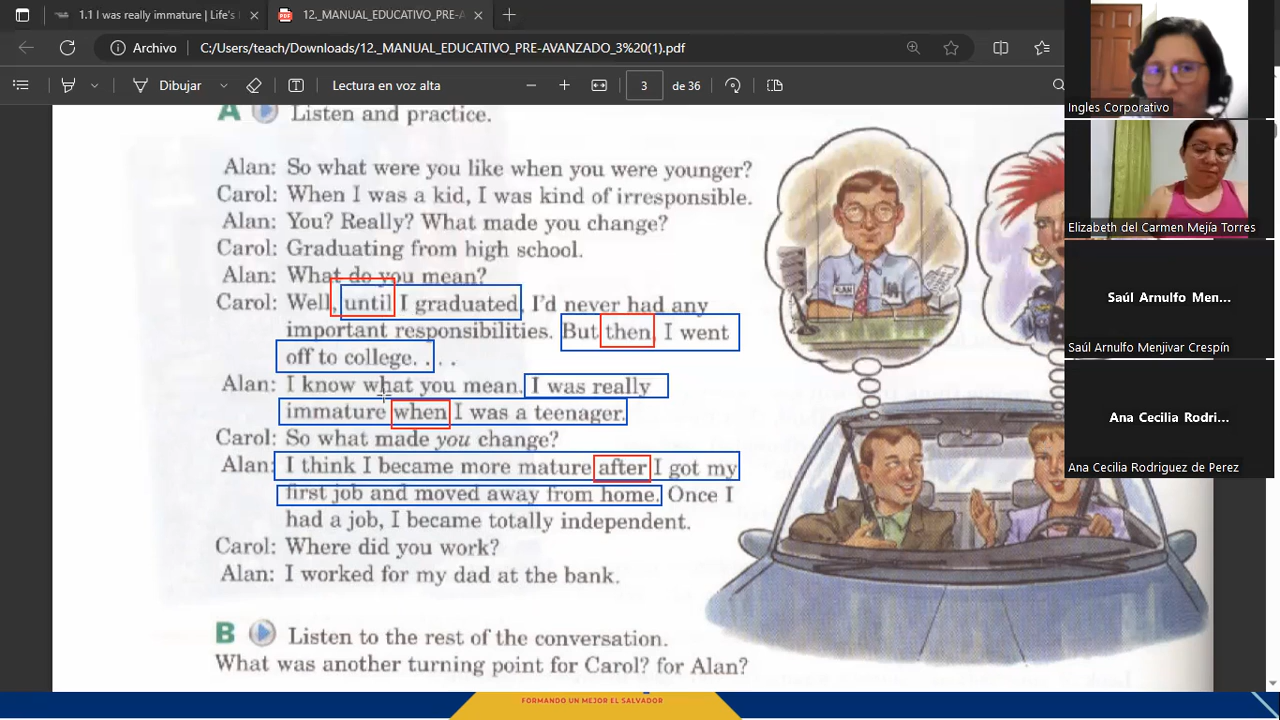 1.1 I was really immature | Life's
12._MANUAL_EDUCATIVO_PRE-A
Archivo
C:/Users/teach/Downloads/12._MANUAL_EDUCATIVO_PRE-AVANZADO_3%20(1).pdf
Dibujar
Lectura en voz alta
3
de 36
A Listen and practice.
Alan: So what were you like when you were younger?
Carol: When I was a kid, I was kind of irresponsible.
Alan: You? Really? What made you change?
Carol: Graduating from high school.
Alan: What do you mean?
Carol: Well, until I graduated, I'd never had any
important responsibilities. But then, I went
off to college. . . .
Alan: I know what you mean. I was really
immature when I was a teenager.
Carol: So what made you change?
Alan: I think I became more mature after I got my
first job and moved away from home. Once I
had a job, I became totally independent.
Carol: Where did you work?
Alan: I worked for my dad at the bank.
ALAN
B Listen to the rest of the conversation.
What was another turning point for Carol? for Alan?
FORMANDO UN MEJOR EL SALVADOR
Ingles Corporativo
Elizabeth del Carmen Mejía Torres
Saúl Arnulfo Men...
Saúl Arnulfo Menjivar Crespín
Ana Cecilia Rodri...
Ana Cecilia Rodriguez de Perez